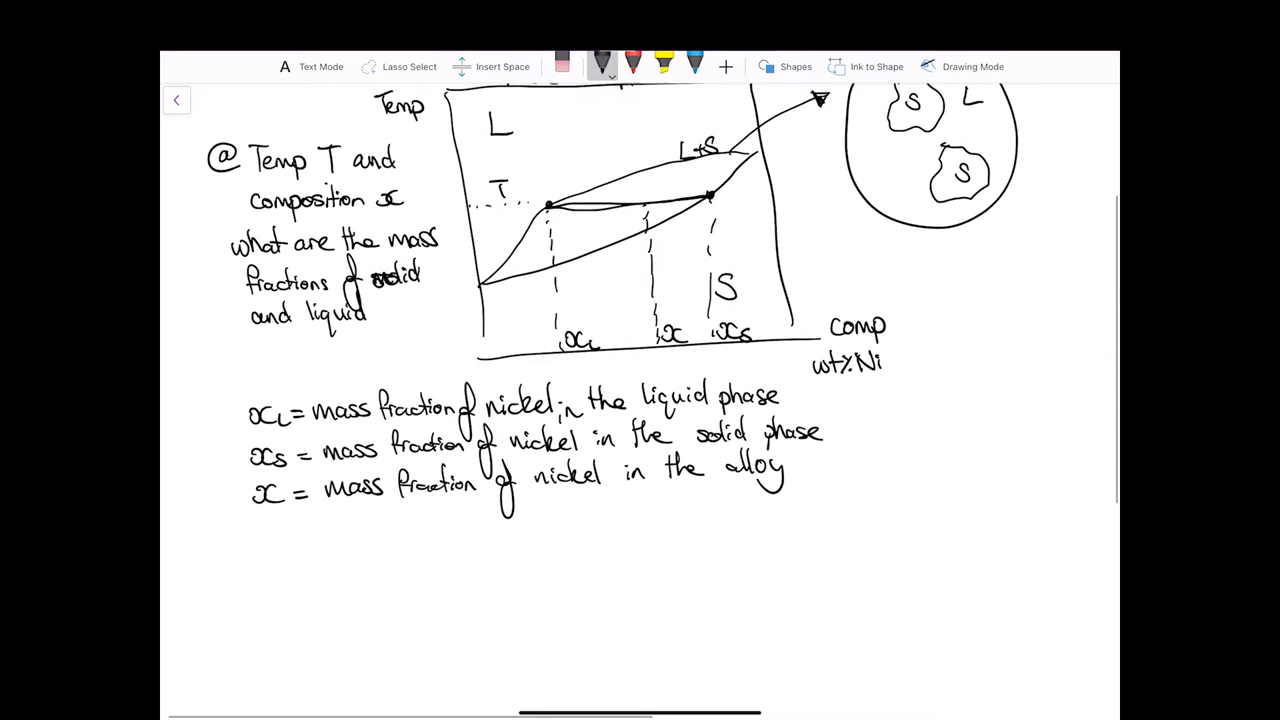 A Text Mode
Lasso Select
Insert Space
Shapes
Ink to Shape
Drawing Mode
Temp
L
S
L
S
@ Temp T and
composition x
what are the mass
fractions of solid
and liquid
L+S
T
S
xL
x
xs
comp
wt% Ni
xL = mass fraction of nickel in the liquid phase
xs = mass fraction of nickel in the solid phase
x = mass fraction of nickel in the alloy